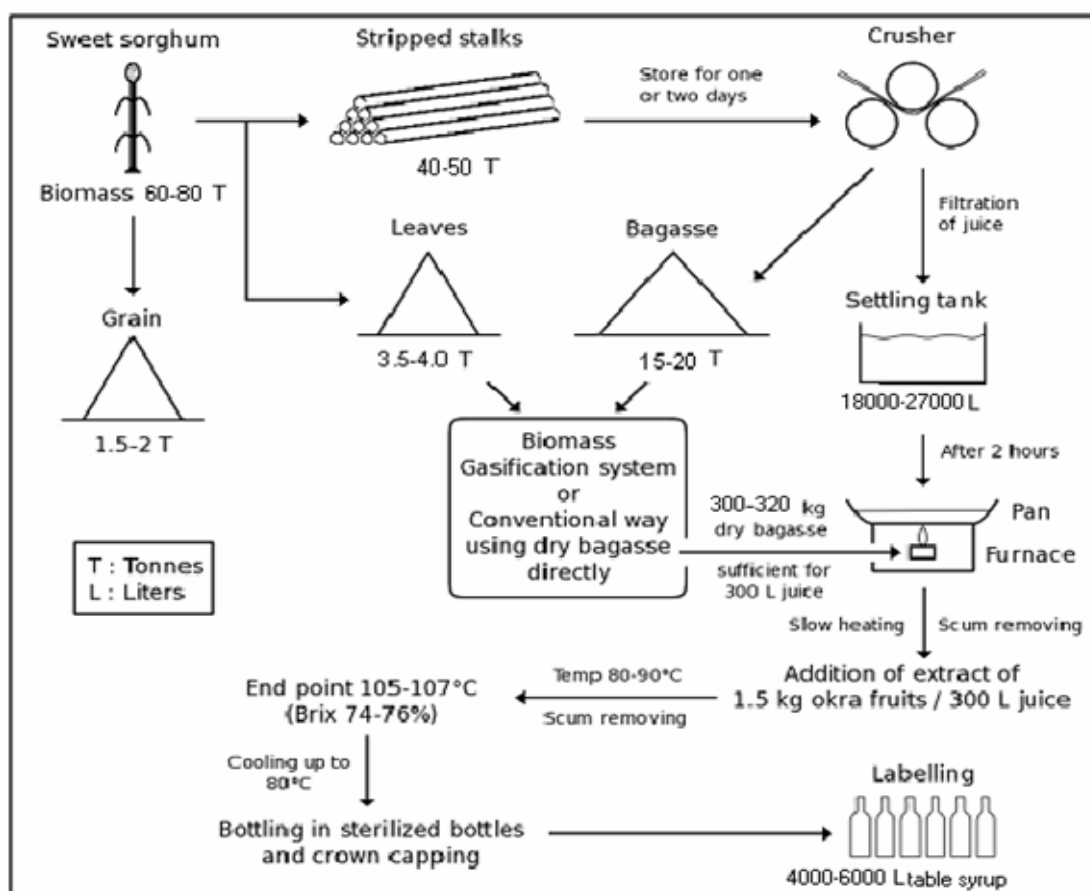 Sweet sorghum
Stripped stalks
Crusher
Store for one
or two days
40-50 T
Biomass 60-80 T
Filtration
of juice
Leaves
Bagasse
Settling tank
Grain
3.5-4.0 T
15-20 T
18000-27000 L
1.5-2 T
Biomass
Gasification system
or
Conventional way
using dry bagasse
directly
After 2 hours
300-320 kg
dry bagasse
sufficient for
300 L juice
Pan
Furnace
T : Tonnes
L : Liters
Slow heating
Scum removing
Addition of extract of
1.5 kg okra fruits / 300 L juice
Temp 80-90°C
Scum removing
End point 105-107°C
(Brix 74-76%)
Cooling up to
80°C
Labelling
Bottling in sterilized bottles
and crown capping
4000-6000 L table syrup